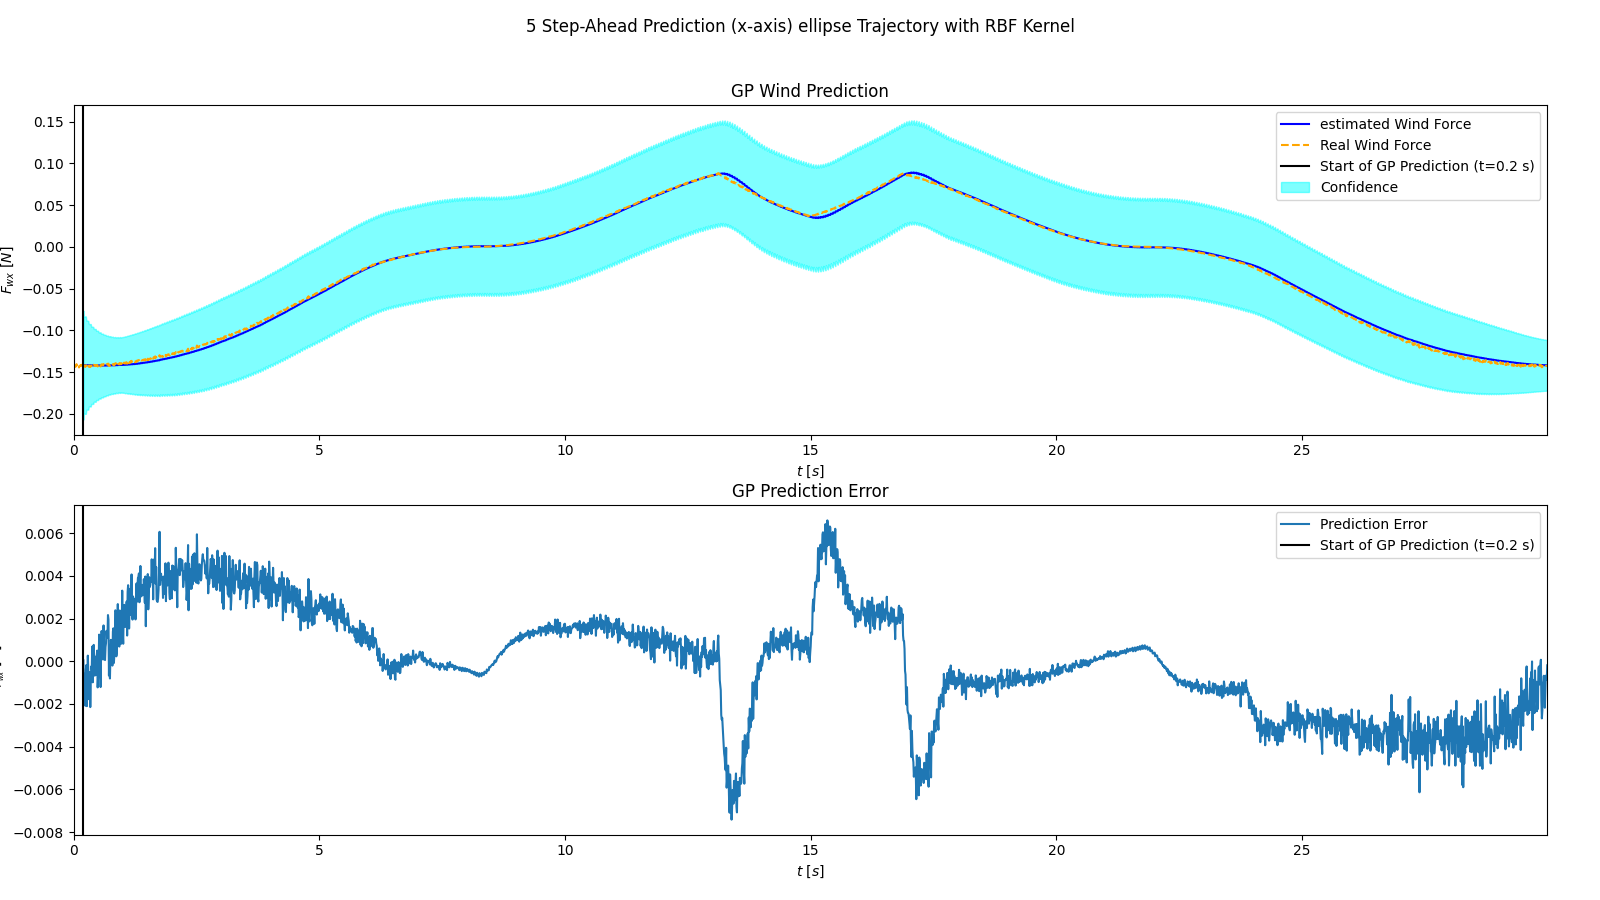 5 Step-Ahead Prediction (x-axis) ellipse Trajectory with RBF Kernel
GP Wind Prediction
estimated Wind Force
Real Wind Force
Start of GP Prediction (t=0.2 s)
Confidence
0.15
0.10
0.05
0.00
−0.05
−0.10
−0.15
−0.20
F_wx [N]
0 5 10 15 20 25
t [s]
GP Prediction Error
Prediction Error
Start of GP Prediction (t=0.2 s)
0.006
0.004
0.002
0.000
−0.002
−0.004
−0.006
−0.008
0 5 10 15 20 25
t [s]